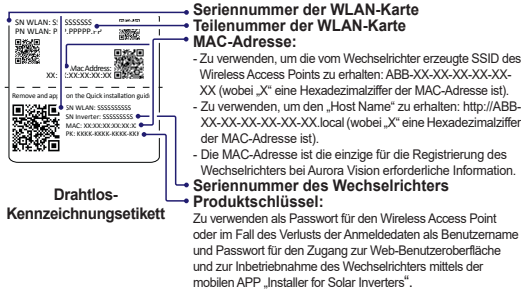 SN WLAN: S! SSSSSSS
PN WLAN: P !.PPPPP.!
Mac Address:
XX: :XX:XX:XX:XX
Remove and app on the Quick installation guid
SN WLAN: SSSSSSSSSS
SN Inverter: SSSSSSSSSS
MAC: XX:XX:XX:XX:XX:X
PK: KKKK-KKKK-KKKK-KKK
Drahtlos-
Kennzeichnungsetikett
Seriennummer der WLAN-Karte
Teilenummer der WLAN-Karte
MAC-Adresse:
- Zu verwenden, um die vom Wechselrichter erzeugte SSID des
Wireless Access Points zu erhalten: ABB-XX-XX-XX-XX-XX-
XX (wobei „X“ eine Hexadezimalziffer der MAC-Adresse ist).
- Zu verwenden, um den „Host Name“ zu erhalten: http://ABB-
XX-XX-XX-XX-XX-XX.local (wobei „X“ eine Hexadezimalziffer
der MAC-Adresse ist).
- Die MAC-Adresse ist die einzige für die Registrierung des
Wechselrichters bei Aurora Vision erforderliche Information.
Seriennummer des Wechselrichters
Produktschlüssel:
Zu verwenden als Passwort für den Wireless Access Point
oder im Fall des Verlusts der Anmeldedaten als Benutzername
und Passwort für den Zugang zur Web-Benutzeroberfläche
und zur Inbetriebnahme des Wechselrichters mittels der
mobilen APP „Installer for Solar Inverters“.